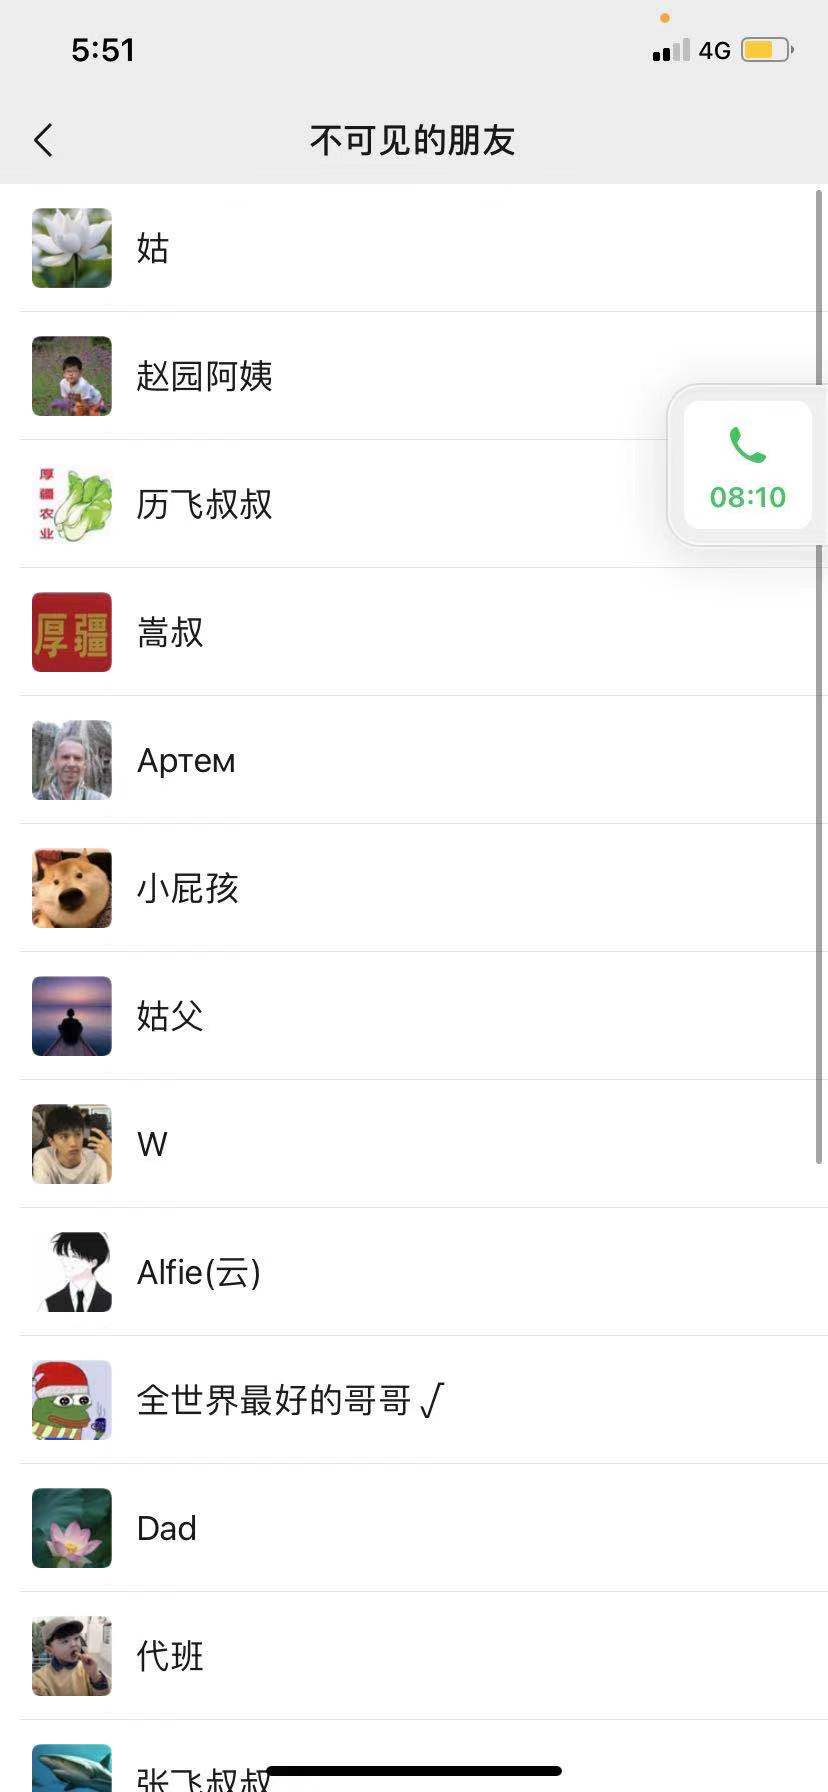 5:51
4G
不可见的朋友
姑
赵园阿姨
08:10
厚疆农业
历飞叔叔
厚疆
嵩叔
Артем
小屁孩
姑父
W
Alfie(云)
全世界最好的哥哥√
Dad
代班
张飞叔叔